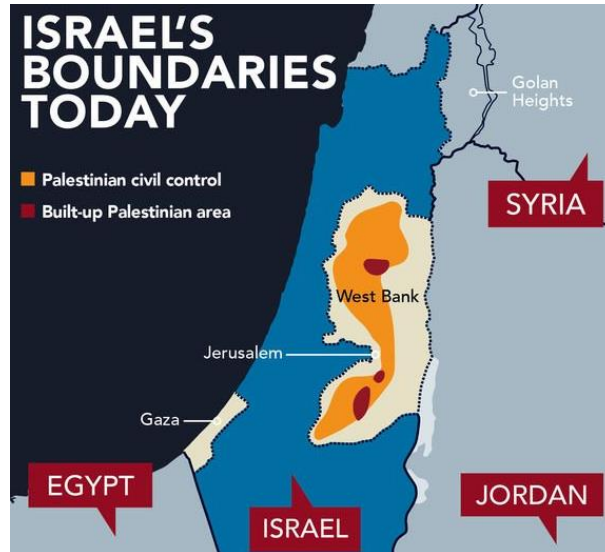 ISRAEL'S
BOUNDARIES
TODAY
Palestinian civil control
Built-up Palestinian area
Golan
Heights
SYRIA
West Bank
Jerusalem
Gaza
EGYPT
ISRAEL
JORDAN